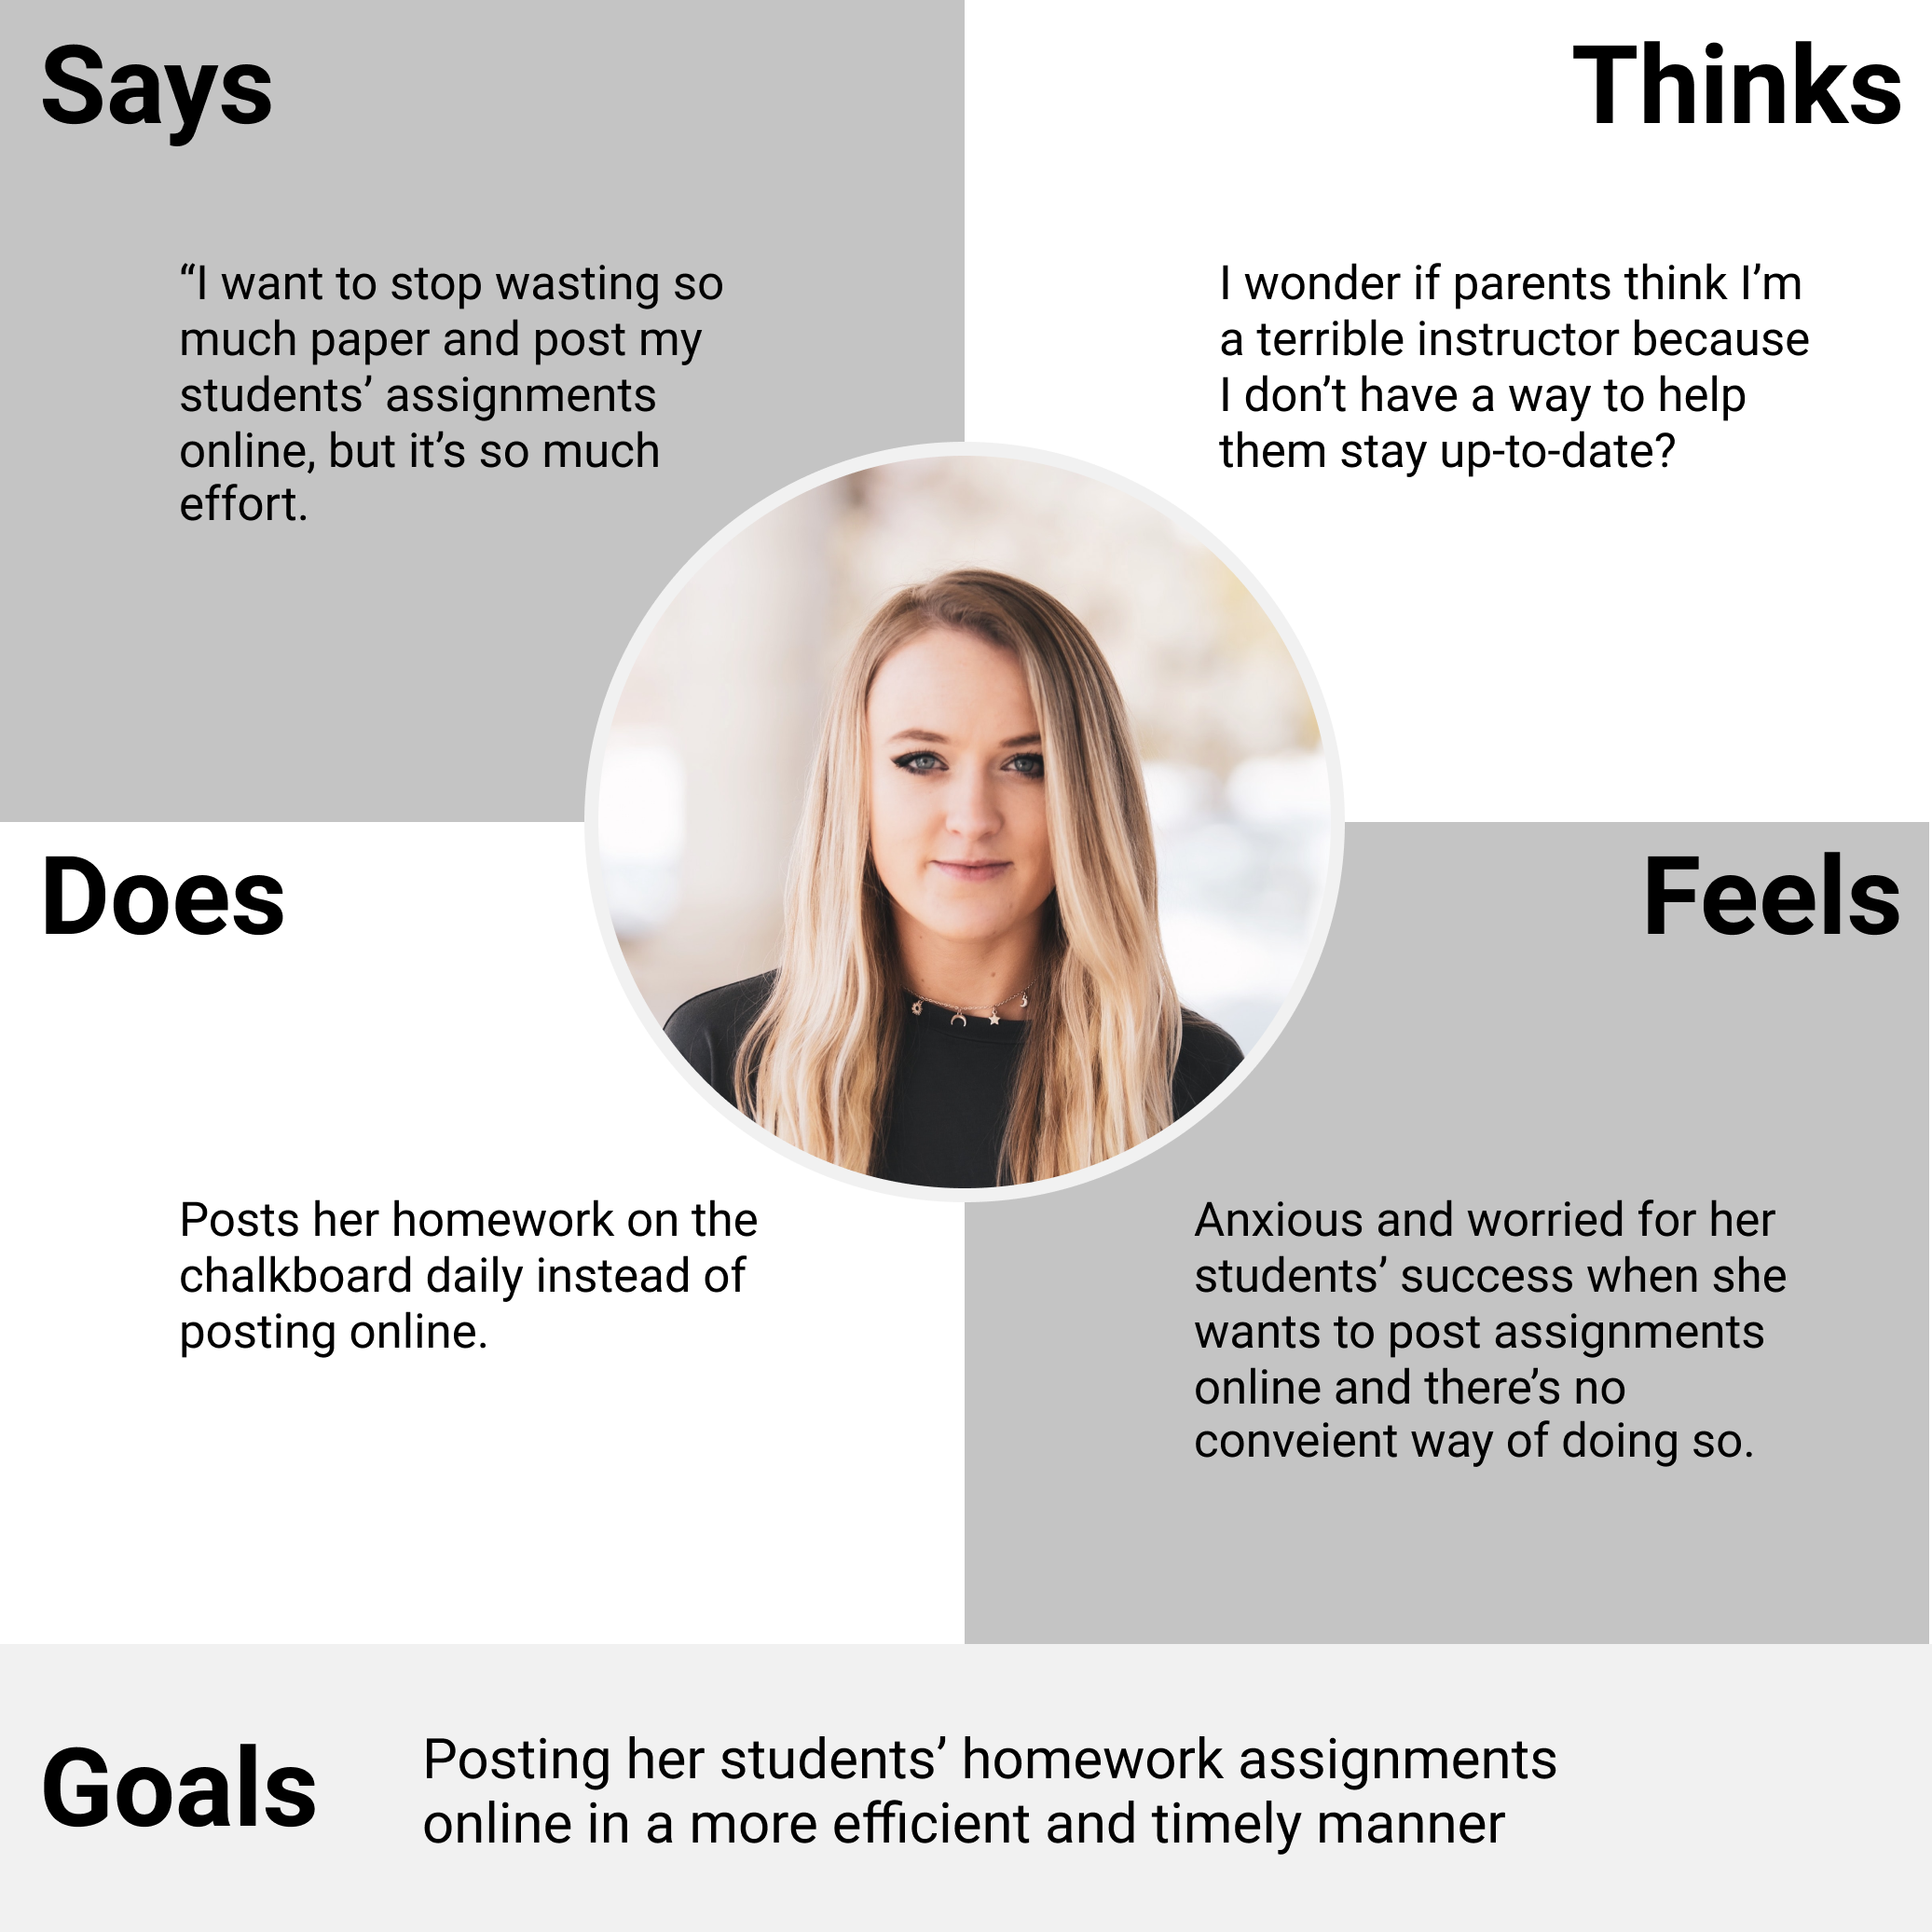 Says
“I want to stop wasting so
much paper and post my
students’ assignments
online, but it’s so much
effort.
Thinks
I wonder if parents think I’m
a terrible instructor because
I don’t have a way to help
them stay up-to-date?
Does
Posts her homework on the
chalkboard daily instead of
posting online.
Feels
Anxious and worried for her
students’ success when she
wants to post assignments
online and there’s no
conveient way of doing so.
Goals
Posting her students’ homework assignments
online in a more efficient and timely manner